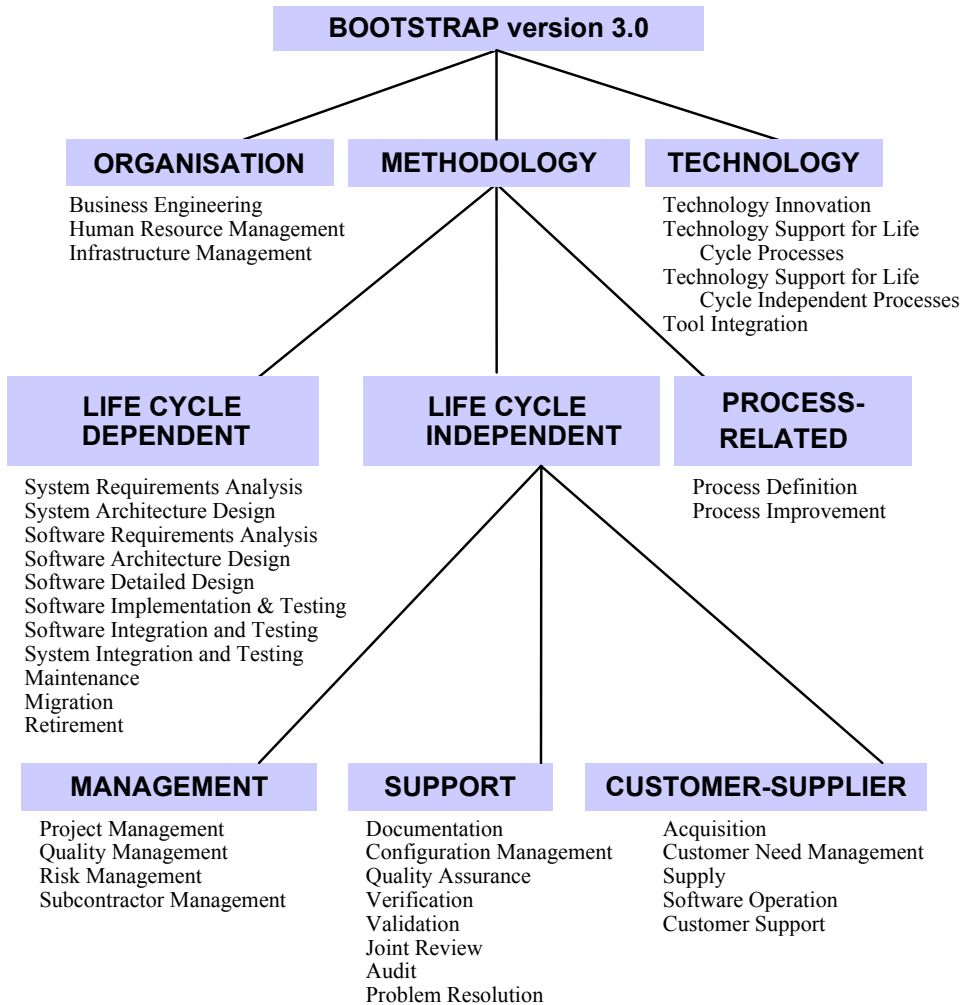 BOOTSTRAP version 3.0
ORGANISATION
Business Engineering
Human Resource Management
Infrastructure Management
METHODOLOGY
TECHNOLOGY
Technology Innovation
Technology Support for Life
Cycle Processes
Technology Support for Life
Cycle Independent Processes
Tool Integration
LIFE CYCLE
DEPENDENT
System Requirements Analysis
System Architecture Design
Software Requirements Analysis
Software Architecture Design
Software Detailed Design
Software Implementation & Testing
Software Integration and Testing
System Integration and Testing
Maintenance
Migration
Retirement
LIFE CYCLE
INDEPENDENT
PROCESS-
RELATED
Process Definition
Process Improvement
MANAGEMENT
Project Management
Quality Management
Risk Management
Subcontractor Management
SUPPORT
Documentation
Configuration Management
Quality Assurance
Verification
Validation
Joint Review
Audit
Problem Resolution
CUSTOMER-SUPPLIER
Acquisition
Customer Need Management
Supply
Software Operation
Customer Support